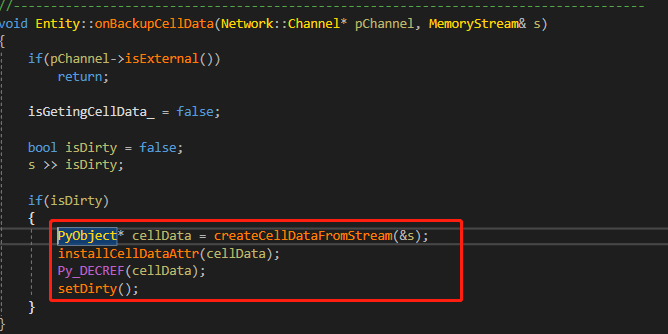 //-------------------------------------------------------------------------------------
void Entity::onBackupCellData(Network::Channel* pChannel, MemoryStream& s)
{
if(pChannel->isExternal())
return;
isGetingCellData_ = false;
bool isDirty = false;
s >> isDirty;
if(isDirty)
{
PyObject* cellData = createCellDataFromStream(&s);
installCellDataAttr(cellData);
Py_DECREF(cellData);
setDirty();
}
}